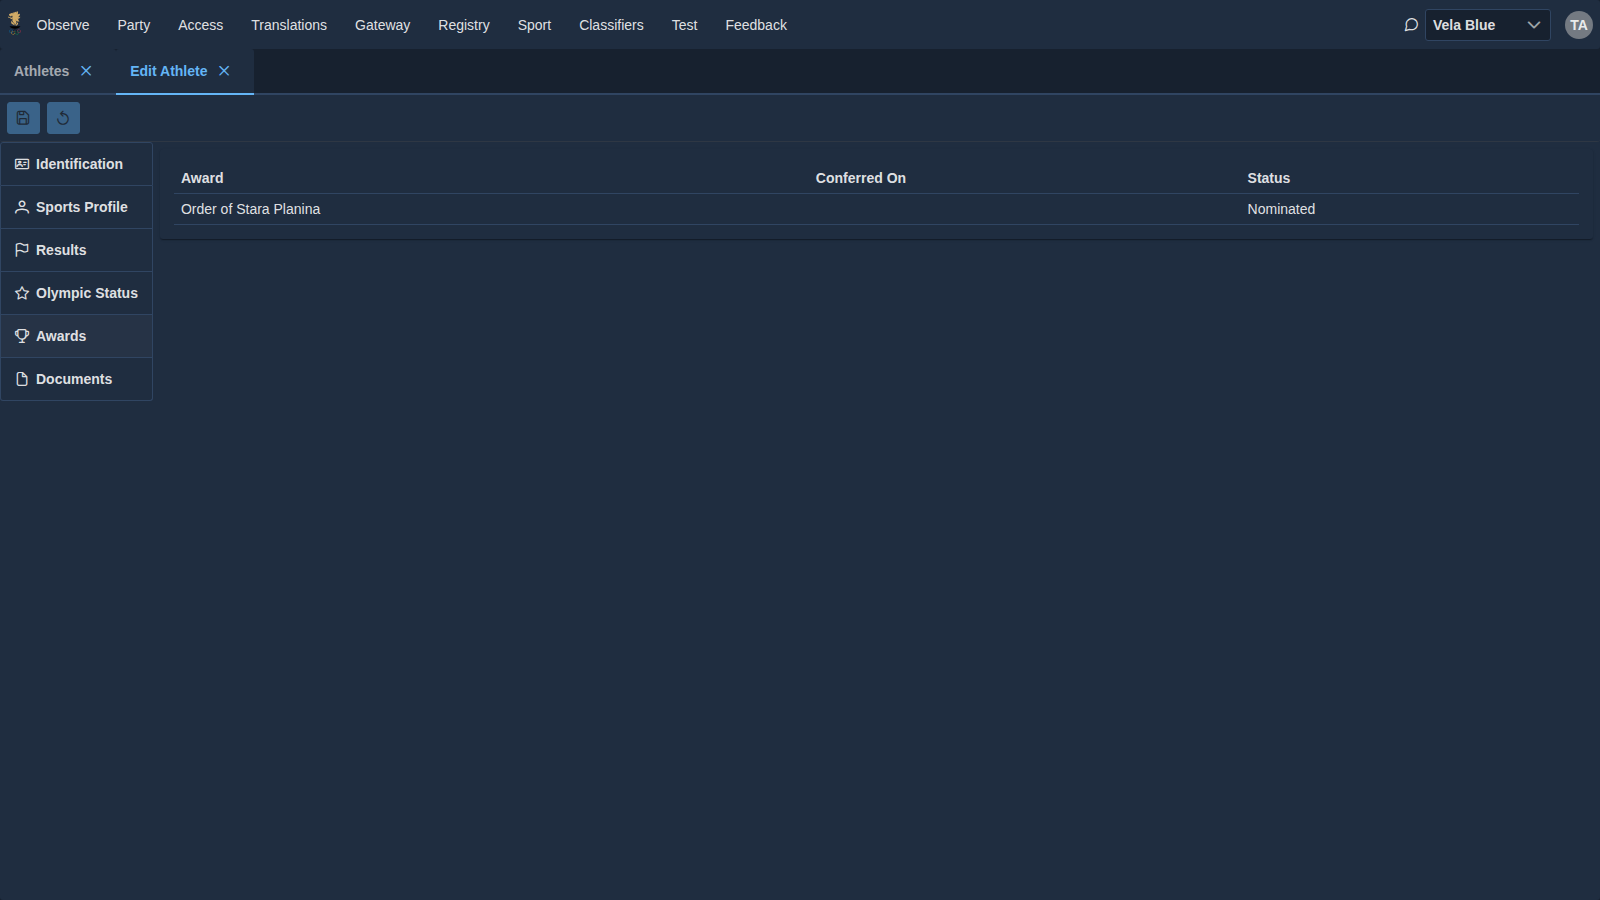 Observe Party Access Translations Gateway Registry Sport Classifiers Test Feedback Vela Blue TA
Athletes Edit Athlete
Identification
Sports Profile
Results
Olympic Status
Awards
Documents
Award Conferred On Status
Order of Stara Planina Nominated